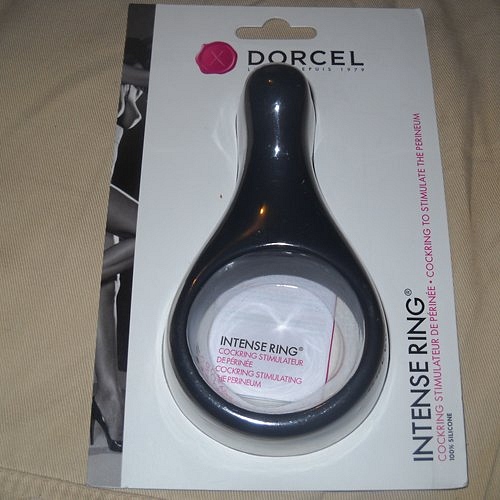 DORCEL
DEPUIS 1979
INTENSE RING®
COCKRING STIMULATEUR
DE PÉRINÉE
COCKRING STIMULATING
THE PERINEUM
INTENSE RING®
COCKRING STIMULATEUR DE PÉRINÉE • COCKRING TO STIMULATE THE PERINEUM
100% SILICONE